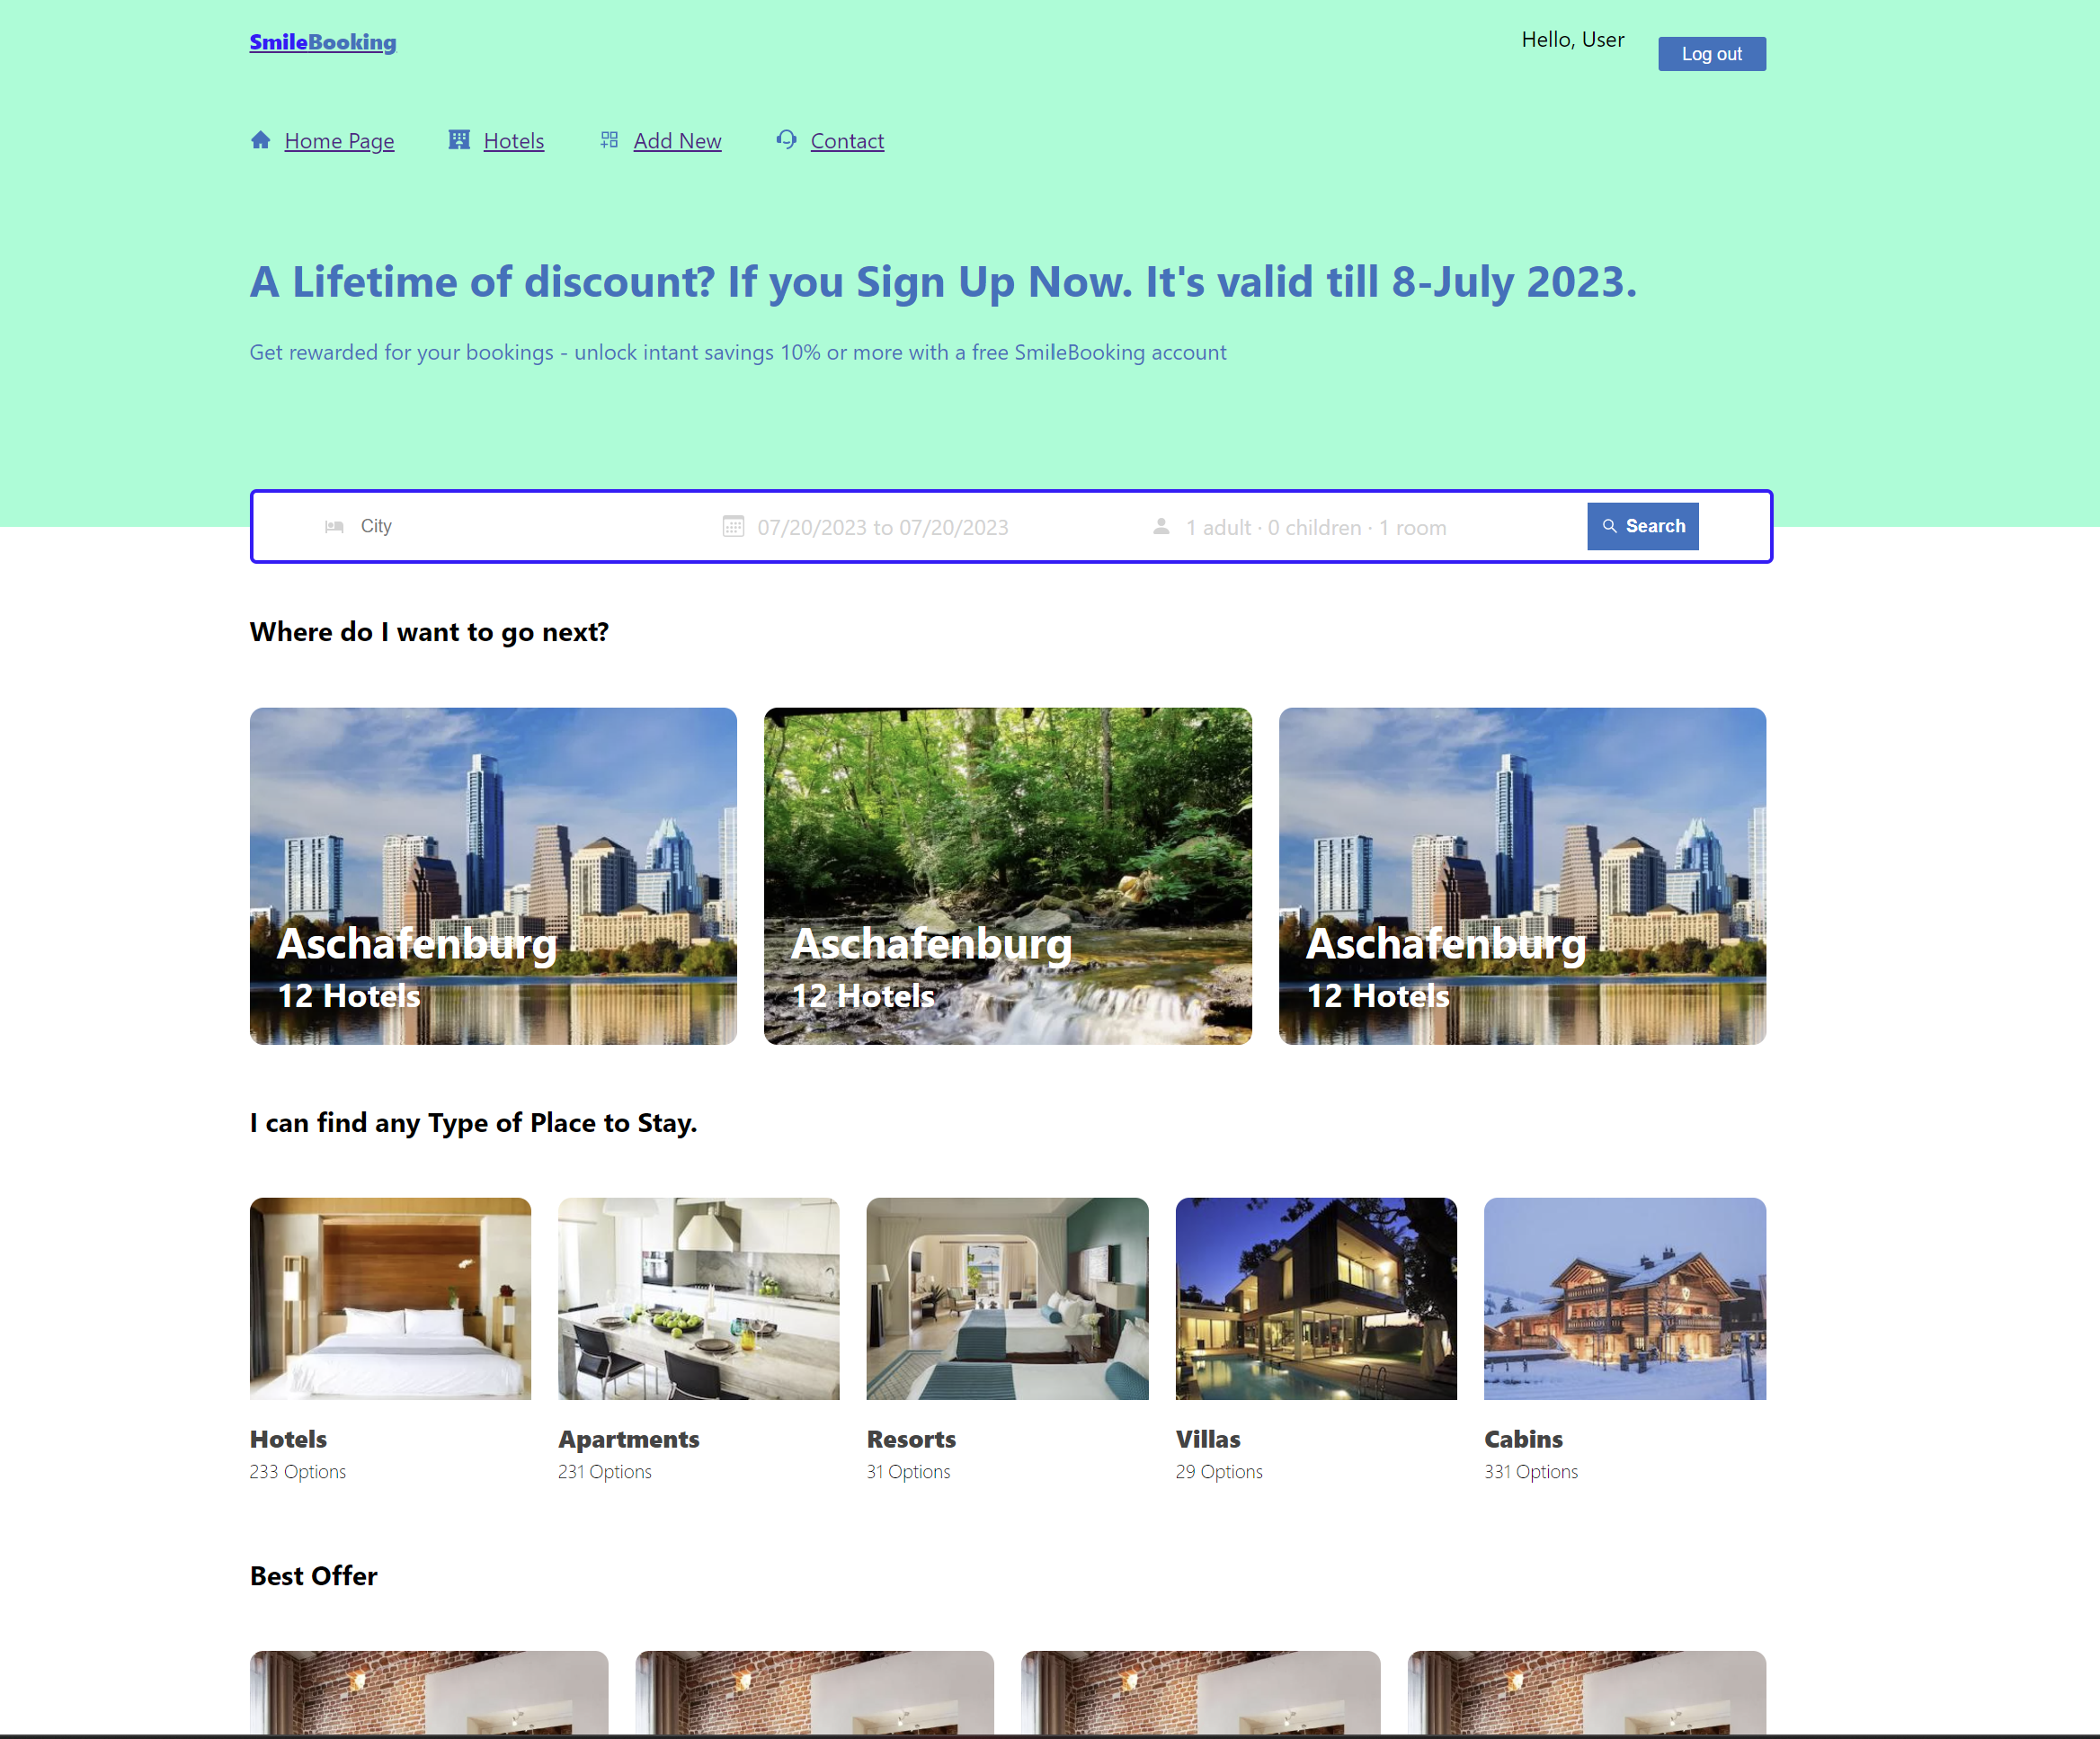 SmileBooking
Hello, User
Log out
Home Page
Hotels
Add New
Contact
A Lifetime of discount? If you Sign Up Now. It's valid till 8-July 2023.
Get rewarded for your bookings - unlock intant savings 10% or more with a free SmileBooking account
City
07/20/2023 to 07/20/2023
1 adult · 0 children · 1 room
Search
Where do I want to go next?
Aschafenburg
12 Hotels
Aschafenburg
12 Hotels
Aschafenburg
12 Hotels
I can find any Type of Place to Stay.
Hotels
233 Options
Apartments
231 Options
Resorts
31 Options
Villas
29 Options
Cabins
331 Options
Best Offer